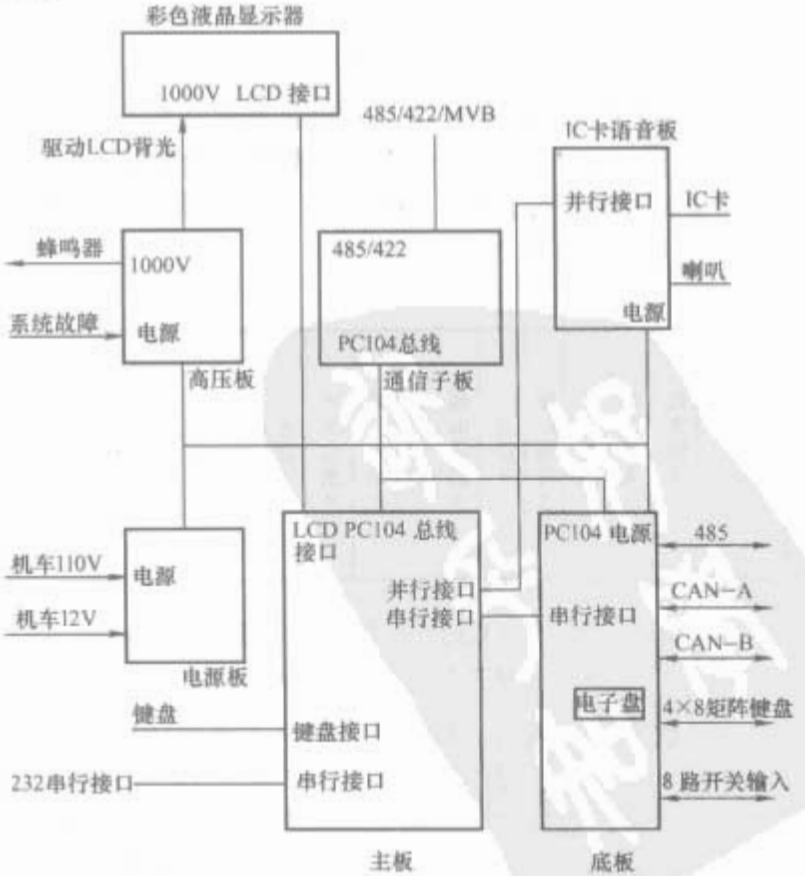 彩色液晶显示器
1000V LCD 接口
485/422/MVB
驱动LCD背光
IC卡语音板
并行接口
IC卡
蜂鸣器
1000V
485/422
喇叭
系统故障
电源
电源
PC104总线
高压板
通信子板
LCD PC104 总线
接口
PC104 电源
485
机车110V
电源
并行接口
CAN-A
机车12V
串行接口
串行接口
CAN-B
电源板
电子盘
4×8矩阵键盘
键盘
键盘接口
232串行接口
串行接口
8 路开关输入
主板
底板